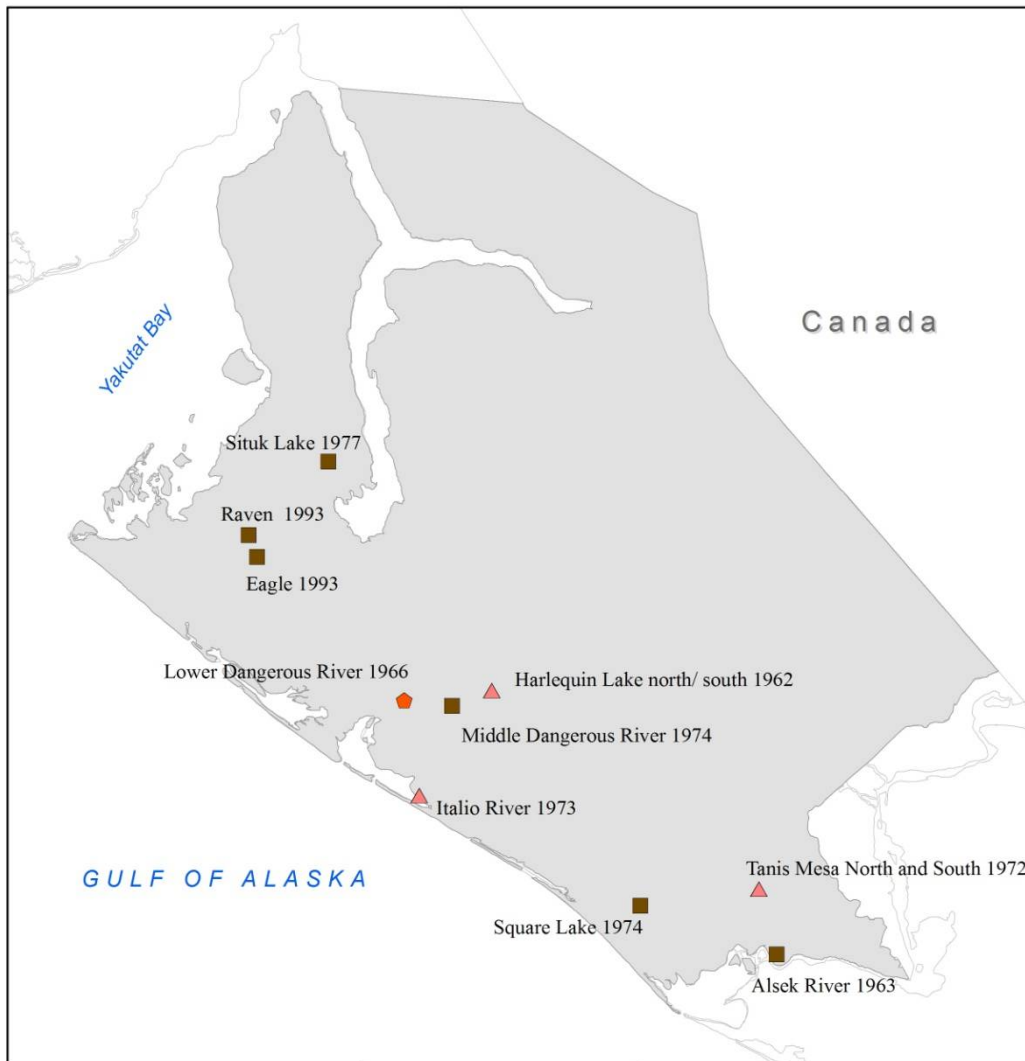 Canada
Yakutat Bay
Situk Lake 1977
Raven 1993
Eagle 1993
Lower Dangerous River 1966
Harlequin Lake north/ south 1962
Middle Dangerous River 1974
Italio River 1973
GULF OF ALASKA
Tanis Mesa North and South 1972
Square Lake 1974
Alsek River 1963